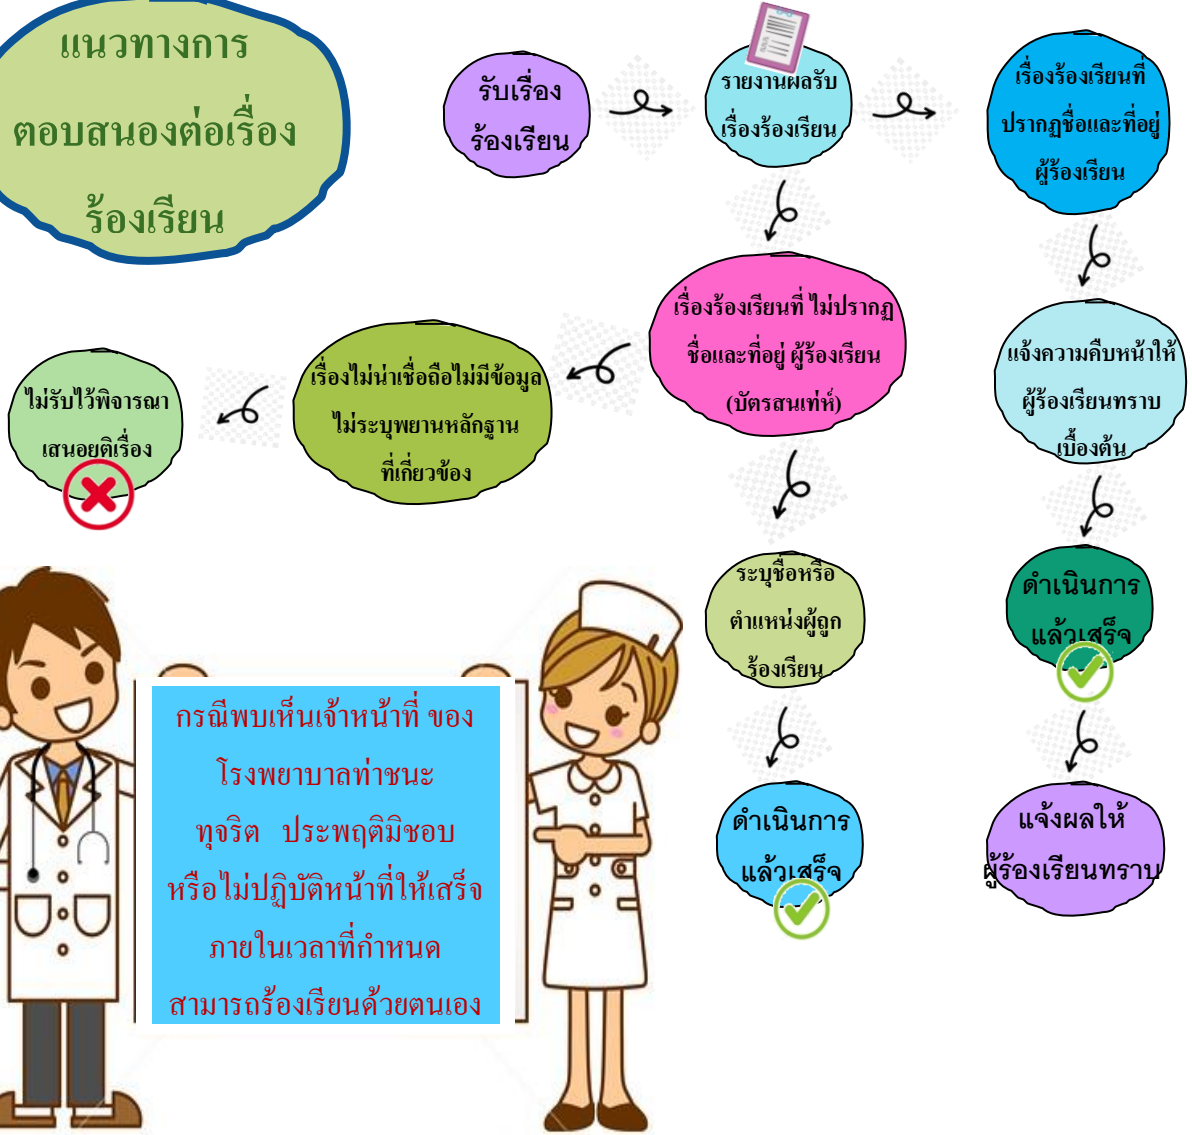 แนวทางการ
ตอบสนองต่อเรื่อง
ร้องเรียน
รับเรื่อง
ร้องเรียน
รายงานผลรับ
เรื่องร้องเรียน
เรื่องร้องเรียนที่
ปรากฏชื่อและที่อยู่
ผู้ร้องเรียน
เรื่องร้องเรียนที่ ไม่ปรากฏ
ชื่อและที่อยู่ ผู้ร้องเรียน
(บัตรสนเท่ห์)
แจ้งความคืบหน้าให้
ผู้ร้องเรียนทราบ
เบื้องต้น
เรื่องไม่น่าเชื่อถือไม่มีข้อมูล
ไม่ระบุพยานหลักฐาน
ที่เกี่ยวข้อง
ไม่รับไว้พิจารณา
เสนอยุติเรื่อง
ระบุชื่อหรือ
ตำแหน่งผู้ถูก
ร้องเรียน
ดำเนินการ
แล้วเสร็จ
ดำเนินการ
แล้วเสร็จ
แจ้งผลให้
ผู้ร้องเรียนทราบ
กรณีพบเห็นเจ้าหน้าที่ ของ
โรงพยาบาลท่าชนะ
ทุจริต ประพฤติมิชอบ
หรือไม่ปฏิบัติหน้าที่ให้เสร็จ
ภายในเวลาที่กำหนด
สามารถร้องเรียนด้วยตนเอง